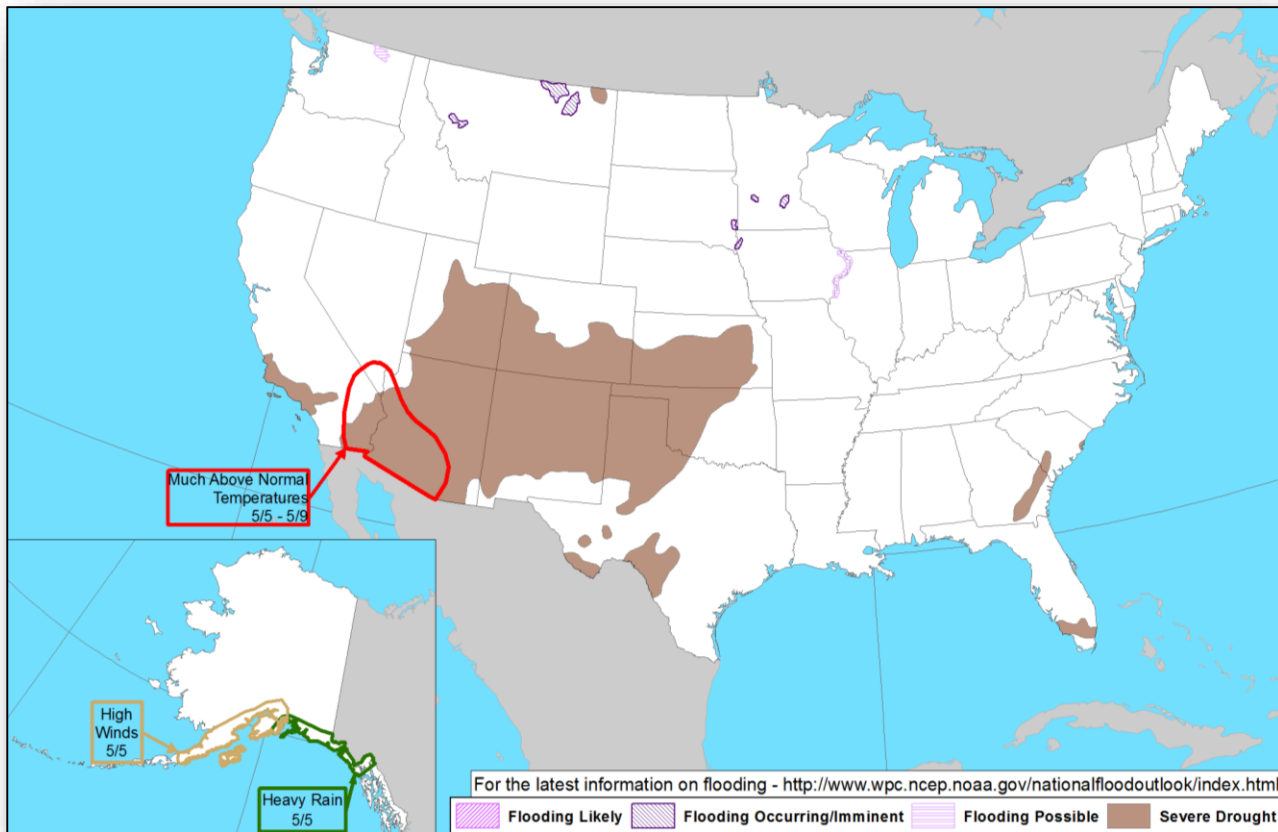 Much Above Normal
Temperatures
5/5 - 5/9
High
Winds
5/5
Heavy Rain
5/5
For the latest information on flooding - http://www.wpc.ncep.noaa.gov/nationalfloodoutlook/index.html
Flooding Likely Flooding Occurring/Imminent Flooding Possible Severe Drought